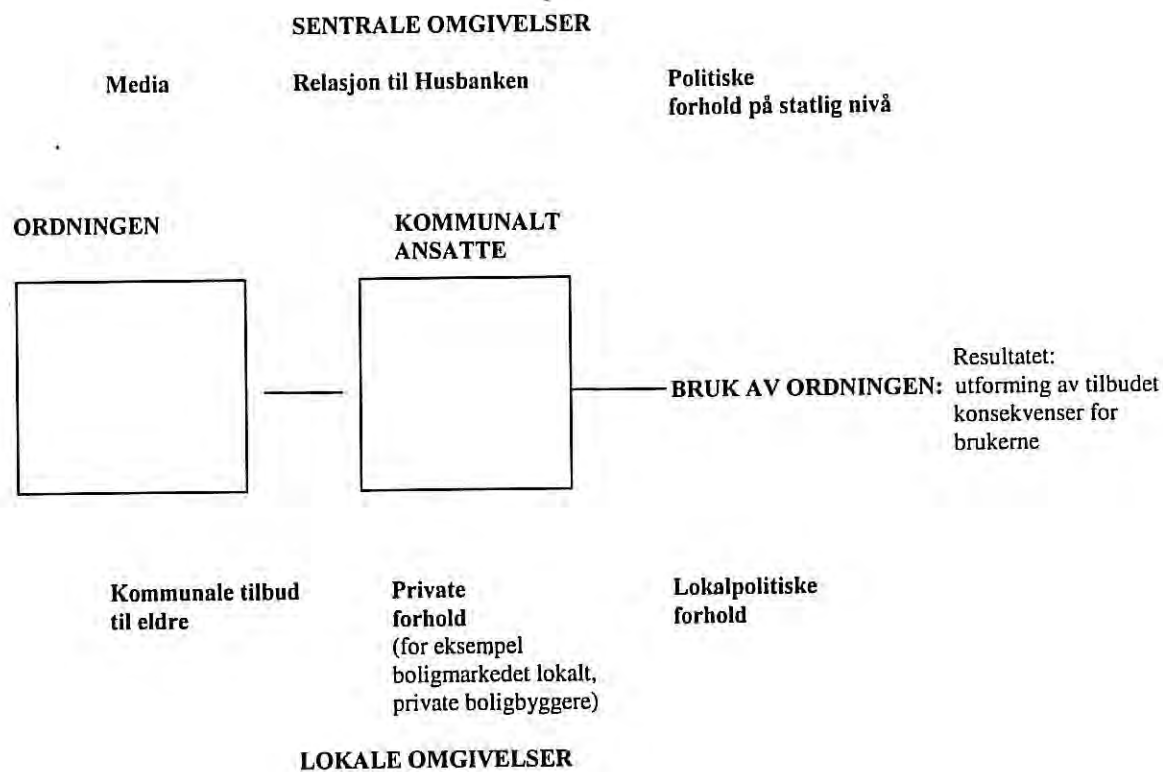 SENTRALE OMGIVELSER
Media
Relasjon til Husbanken
Politiske
forhold på statlig nivå
ORDNINGEN
KOMMUNALT
ANSATTE
BRUK AV ORDNINGEN:
Resultatet:
utforming av tilbudet
konsekvenser for
brukerne
Kommunale tilbud
til eldre
Private
forhold
(for eksempel
boligmarkedet lokalt,
private boligbyggere)
Lokalpolitiske
forhold
LOKALE OMGIVELSER